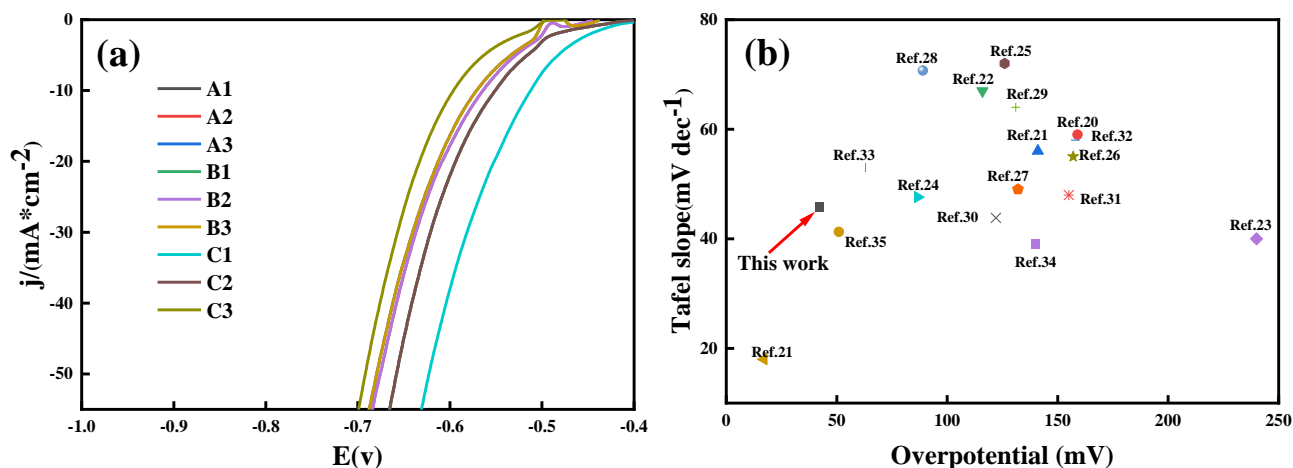 (a)
A1
A2
A3
B1
B2
B3
C1
C2
C3
0
-10
-20
-30
-40
-50
j/(mA*cm-2)
-1.0 -0.9 -0.8 -0.7 -0.6 -0.5 -0.4
E(v)
(b)
80
60
40
20
Tafel slope(mV dec-1)
Ref.28
Ref.25
Ref.22
Ref.29
Ref.20
Ref.21
Ref.32
Ref.26
Ref.33
Ref.27
Ref.24
Ref.31
Ref.30
Ref.23
Ref.35
This work
Ref.34
Ref.21
0 50 100 150 200 250
Overpotential (mV)